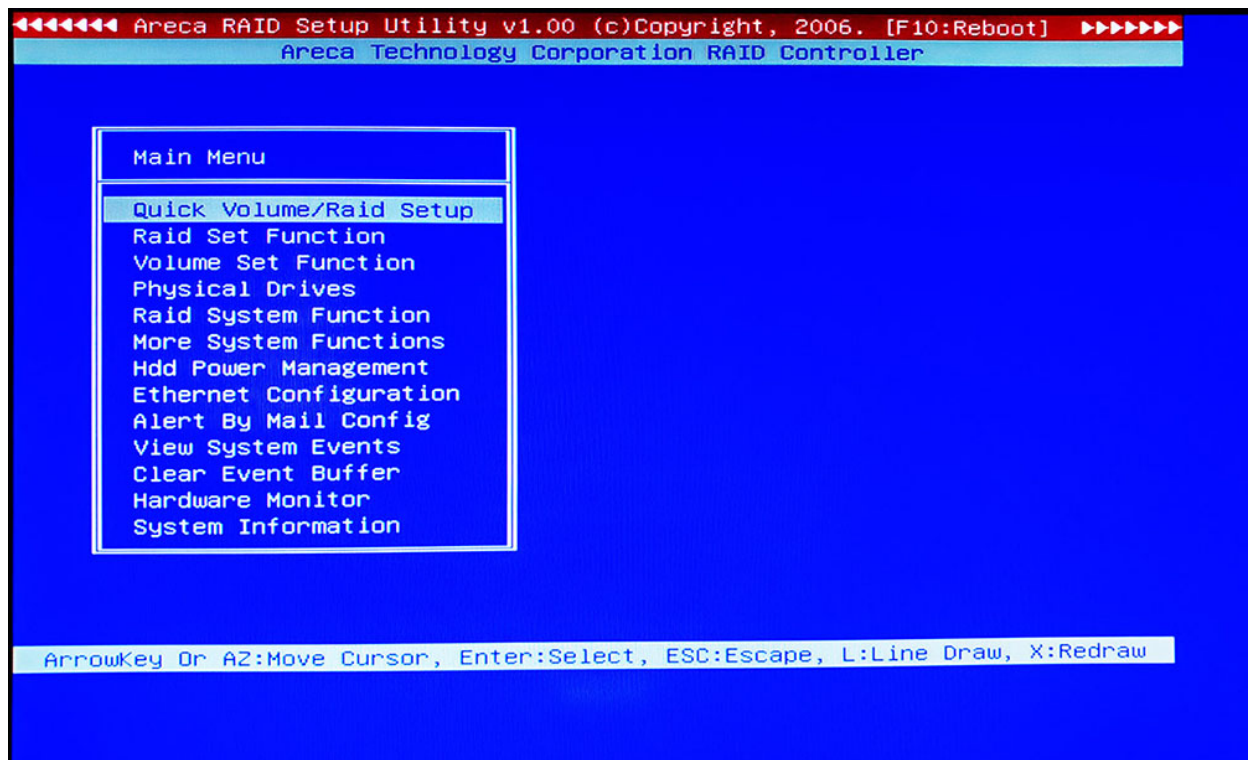 Areca RAID Setup Utility v1.00 (c)Copyright, 2006. [F10:Reboot]
Areca Technology Corporation RAID Controller
Main Menu
Quick Volume/Raid Setup
Raid Set Function
Volume Set Function
Physical Drives
Raid System Function
More System Functions
Hdd Power Management
Ethernet Configuration
Alert By Mail Config
View System Events
Clear Event Buffer
Hardware Monitor
System Information
ArrowKey Or AZ:Move Cursor, Enter:Select, ESC:Escape, L:Line Draw, X:Redraw